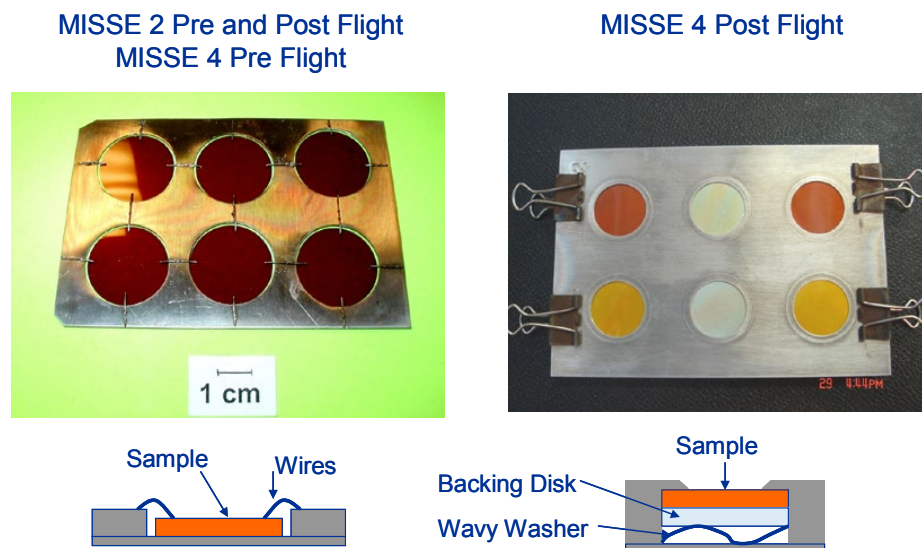 MISSE 2 Pre and Post Flight
MISSE 4 Pre Flight
MISSE 4 Post Flight
1 cm
29 4:44PM
Sample
Wires
Sample
Backing Disk
Wavy Washer